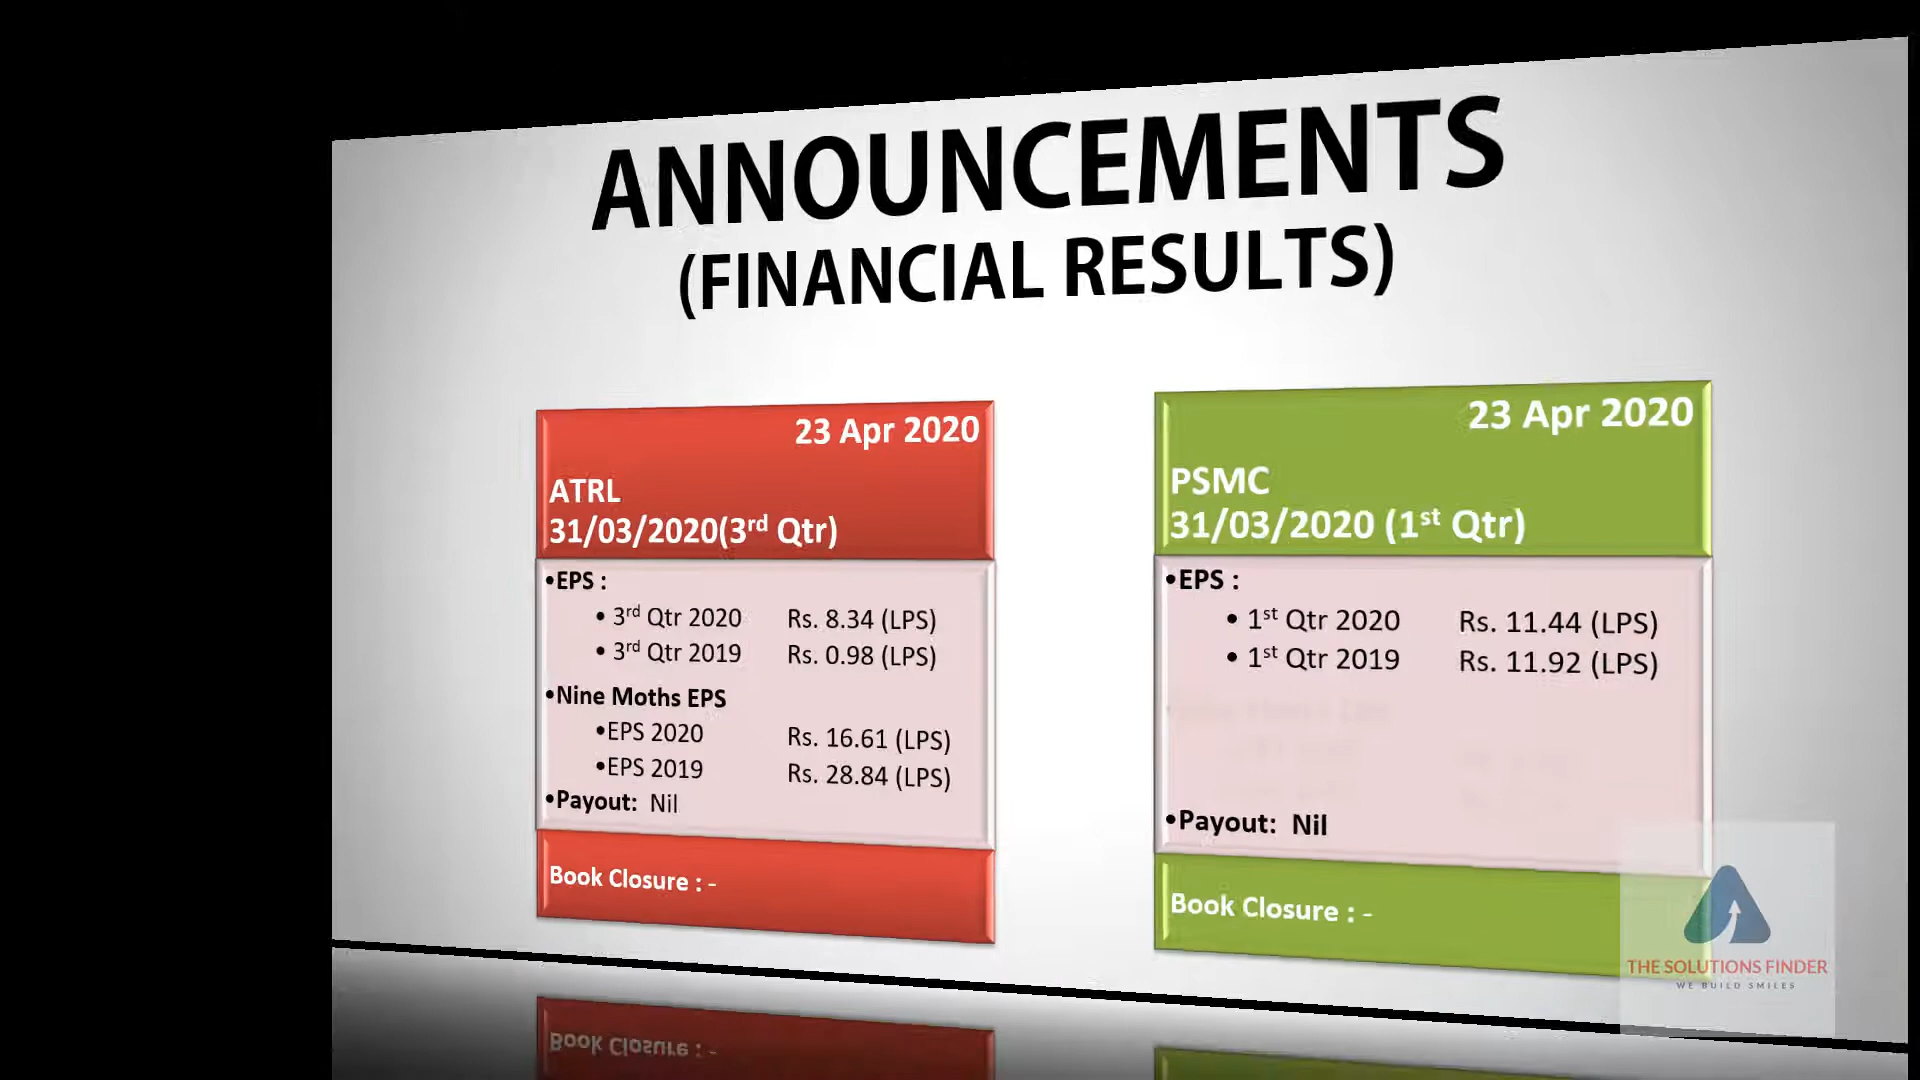 ANNOUNCEMENTS
(FINANCIAL RESULTS)
23 Apr 2020
ATRL
31/03/2020(3rd Qtr)
•EPS :
• 3rd Qtr 2020 Rs. 8.34 (LPS)
• 3rd Qtr 2019 Rs. 0.98 (LPS)
•Nine Moths EPS
•EPS 2020 Rs. 16.61 (LPS)
•EPS 2019 Rs. 28.84 (LPS)
•Payout: Nil
Book Closure : -
23 Apr 2020
PSMC
31/03/2020 (1st Qtr)
•EPS :
• 1st Qtr 2020 Rs. 11.44 (LPS)
• 1st Qtr 2019 Rs. 11.92 (LPS)
•Payout: Nil
Book Closure : -
THE SOLUTIONS FINDER
WE BUILD SMILES
Book Closure : -